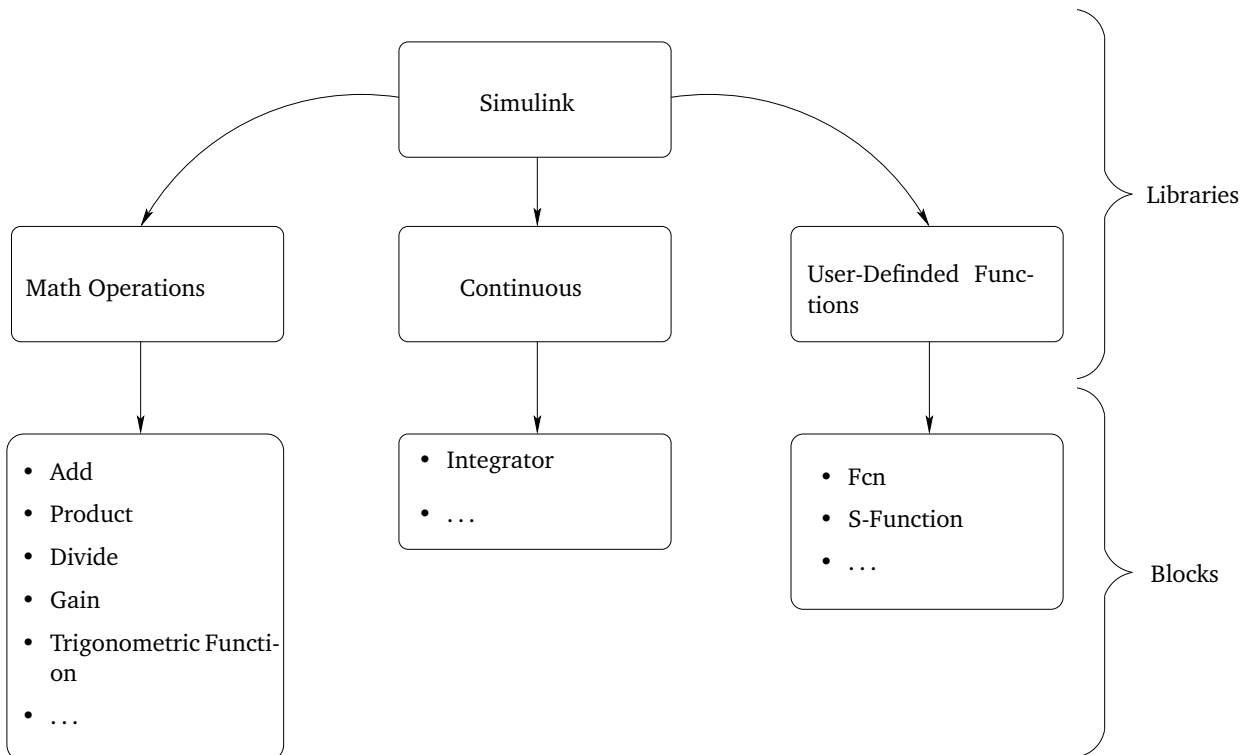 Simulink
Libraries
Math Operations
Continuous
User-Definded Func-
tions
• Add
• Product
• Divide
• Gain
• Trigonometric Functi-
on
• . . .
• Integrator
• . . .
• Fcn
• S-Function
• . . .
Blocks